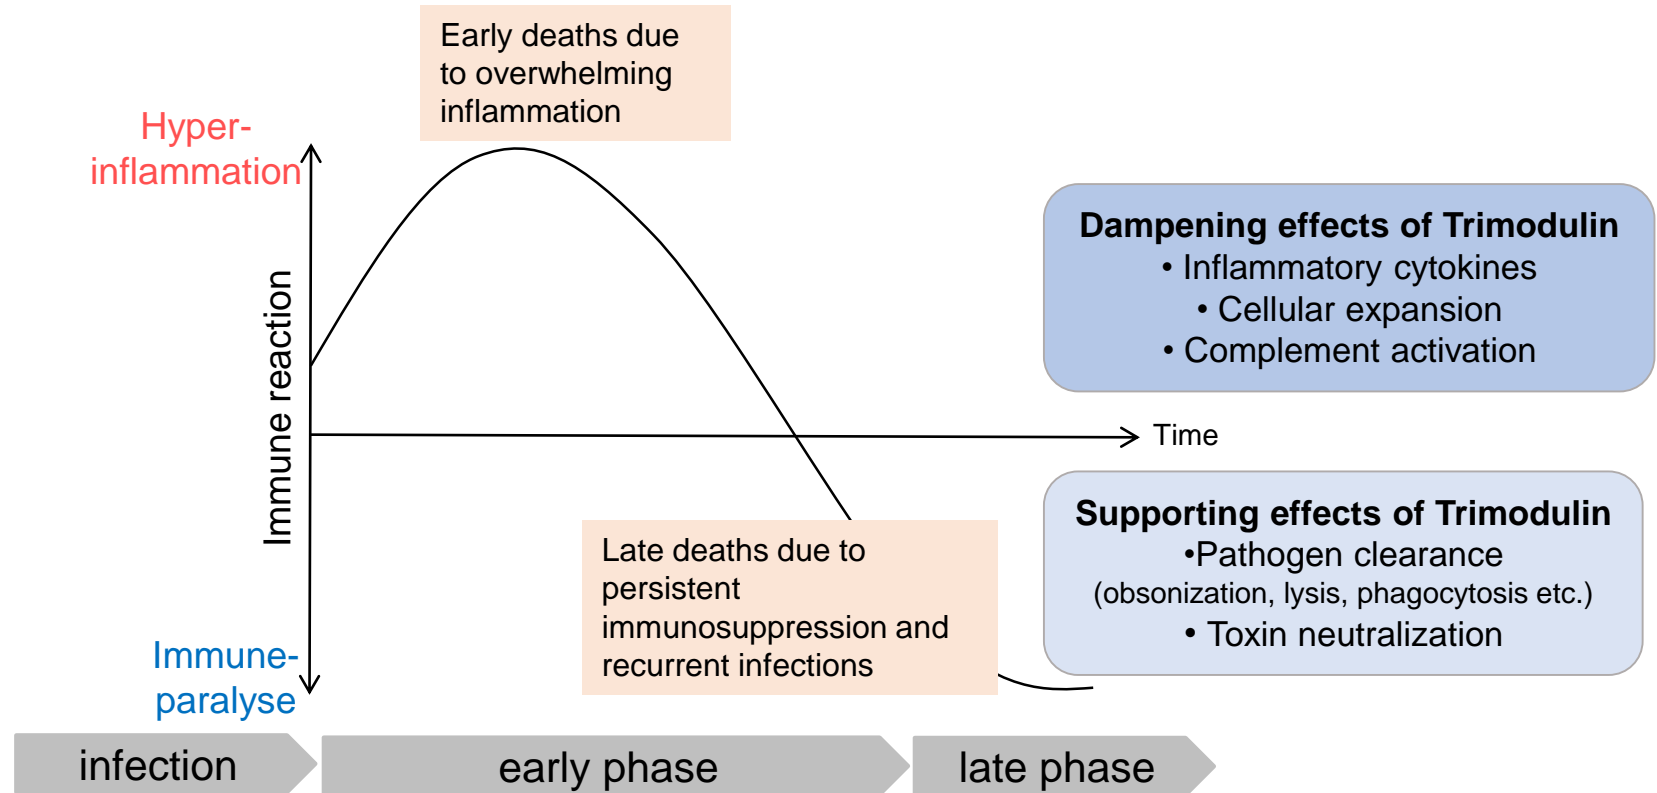 Early deaths due
to overwhelming
inflammation
Hyper-
inflammation
Immune reaction
Dampening effects of Trimodulin
• Inflammatory cytokines
• Cellular expansion
• Complement activation
Time
Late deaths due to
persistent
immunosuppression and
recurrent infections
Supporting effects of Trimodulin
•Pathogen clearance
(obsonization, lysis, phagocytosis etc.)
• Toxin neutralization
Immune-
paralyse
infection
early phase
late phase